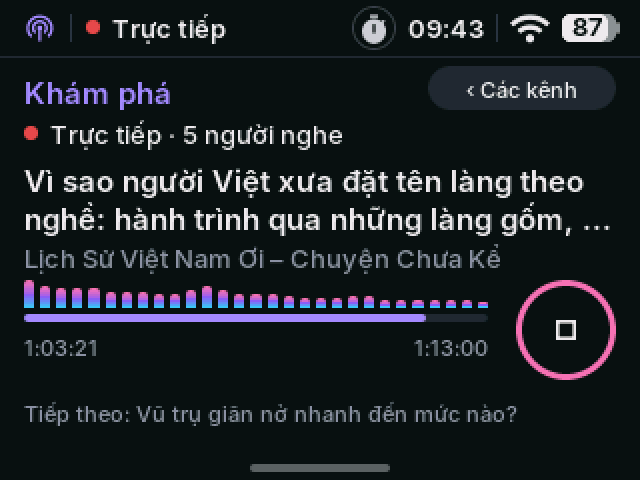 Trực tiếp 09:43 87
Khám phá
‹ Các kênh
Trực tiếp · 5 người nghe
Vì sao người Việt xưa đặt tên làng theo
nghề: hành trình qua những làng gốm, ...
Lịch Sử Việt Nam Ơi – Chuyện Chưa Kể
1:03:21 1:13:00
Tiếp theo: Vũ trụ giãn nở nhanh đến mức nào?